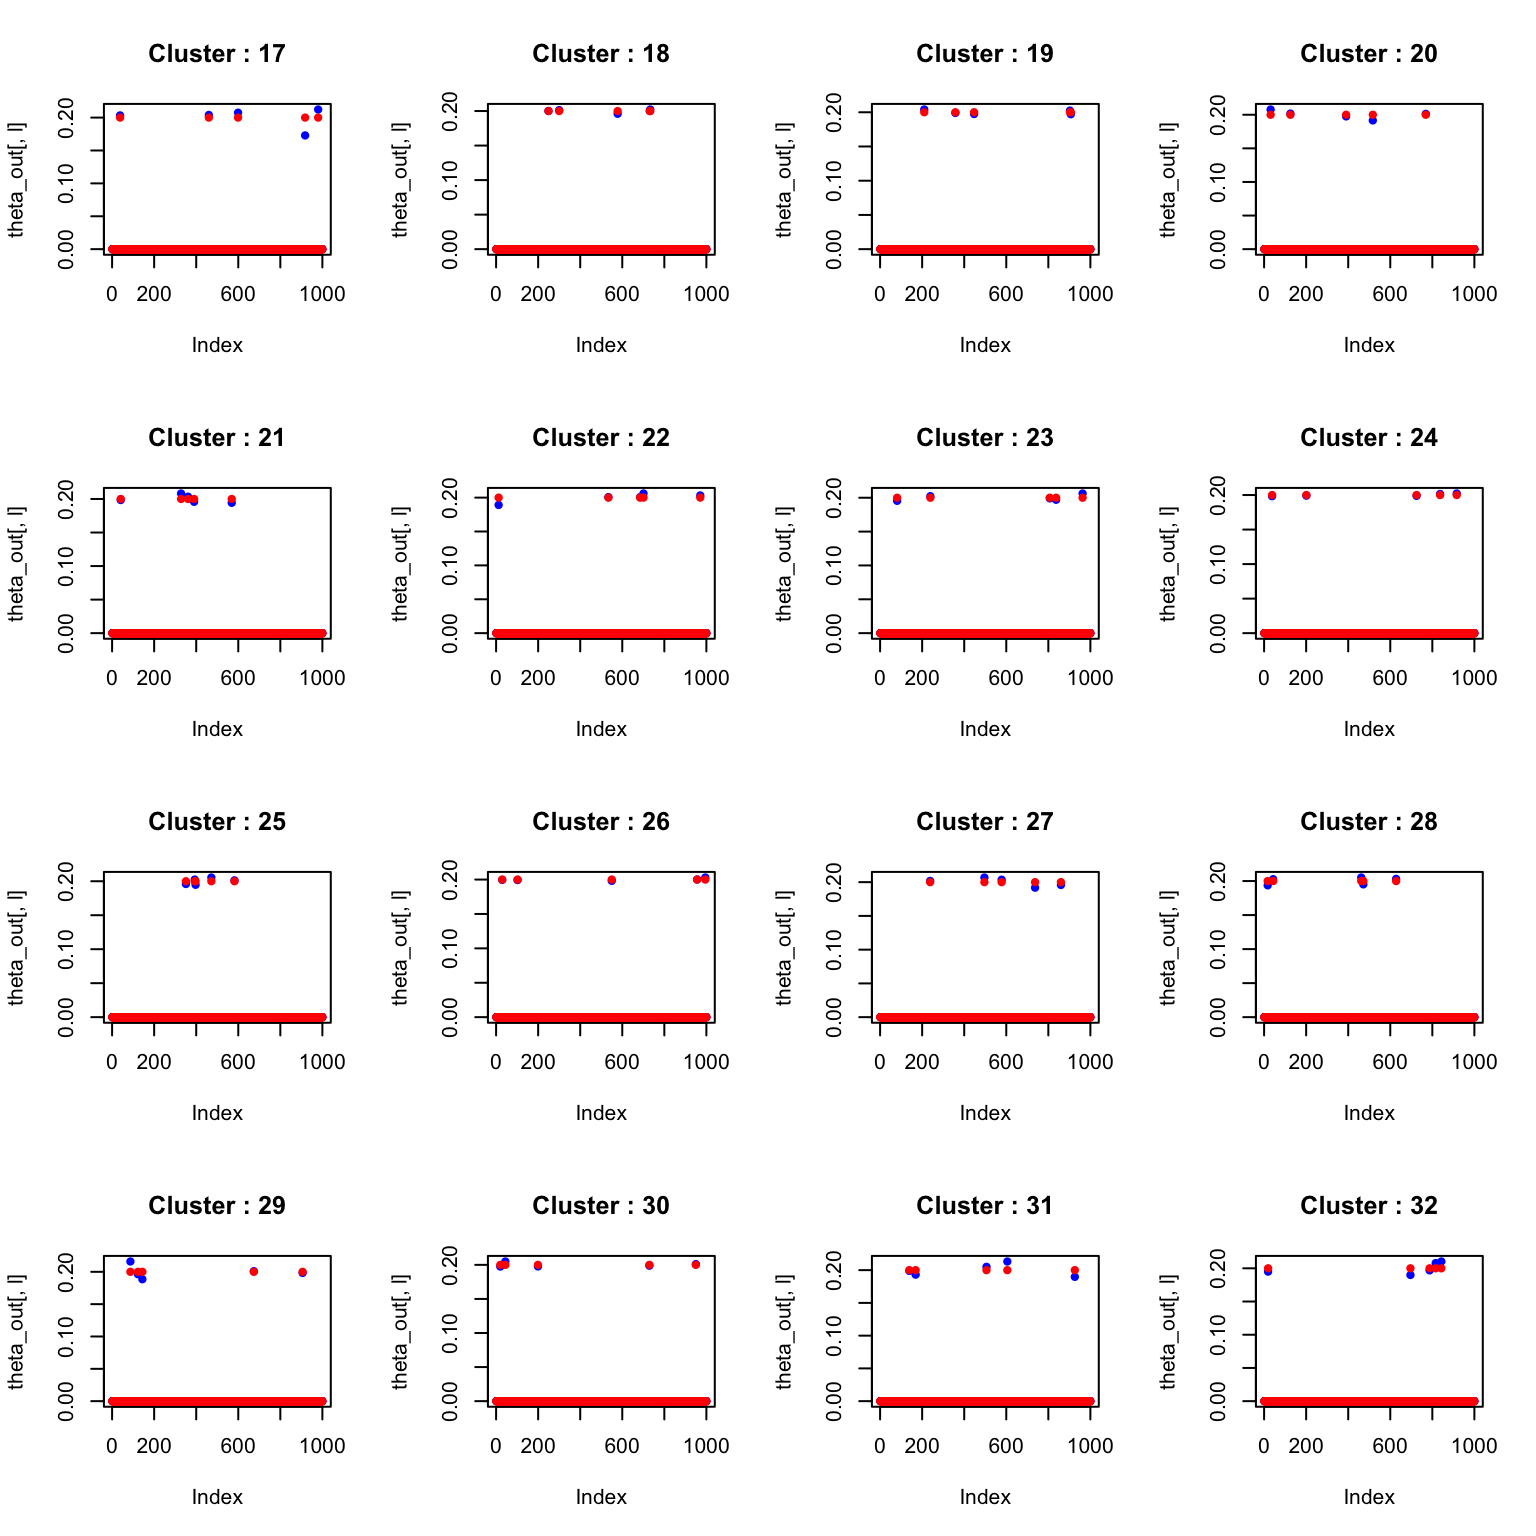 Cluster : 17
theta_out[, l]
0.00 0.10 0.20
0 200 600 1000
Index
Cluster : 18
theta_out[, l]
0.00 0.10 0.20
0 200 600 1000
Index
Cluster : 19
theta_out[, l]
0.00 0.10 0.20
0 200 600 1000
Index
Cluster : 20
theta_out[, l]
0.00 0.10 0.20
0 200 600 1000
Index
Cluster : 21
theta_out[, l]
0.00 0.10 0.20
0 200 600 1000
Index
Cluster : 22
theta_out[, l]
0.00 0.10 0.20
0 200 600 1000
Index
Cluster : 23
theta_out[, l]
0.00 0.10 0.20
0 200 600 1000
Index
Cluster : 24
theta_out[, l]
0.00 0.10 0.20
0 200 600 1000
Index
Cluster : 25
theta_out[, l]
0.00 0.10 0.20
0 200 600 1000
Index
Cluster : 26
theta_out[, l]
0.00 0.10 0.20
0 200 600 1000
Index
Cluster : 27
theta_out[, l]
0.00 0.10 0.20
0 200 600 1000
Index
Cluster : 28
theta_out[, l]
0.00 0.10 0.20
0 200 600 1000
Index
Cluster : 29
theta_out[, l]
0.00 0.10 0.20
0 200 600 1000
Index
Cluster : 30
theta_out[, l]
0.00 0.10 0.20
0 200 600 1000
Index
Cluster : 31
theta_out[, l]
0.00 0.10 0.20
0 200 600 1000
Index
Cluster : 32
theta_out[, l]
0.00 0.10 0.20
0 200 600 1000
Index